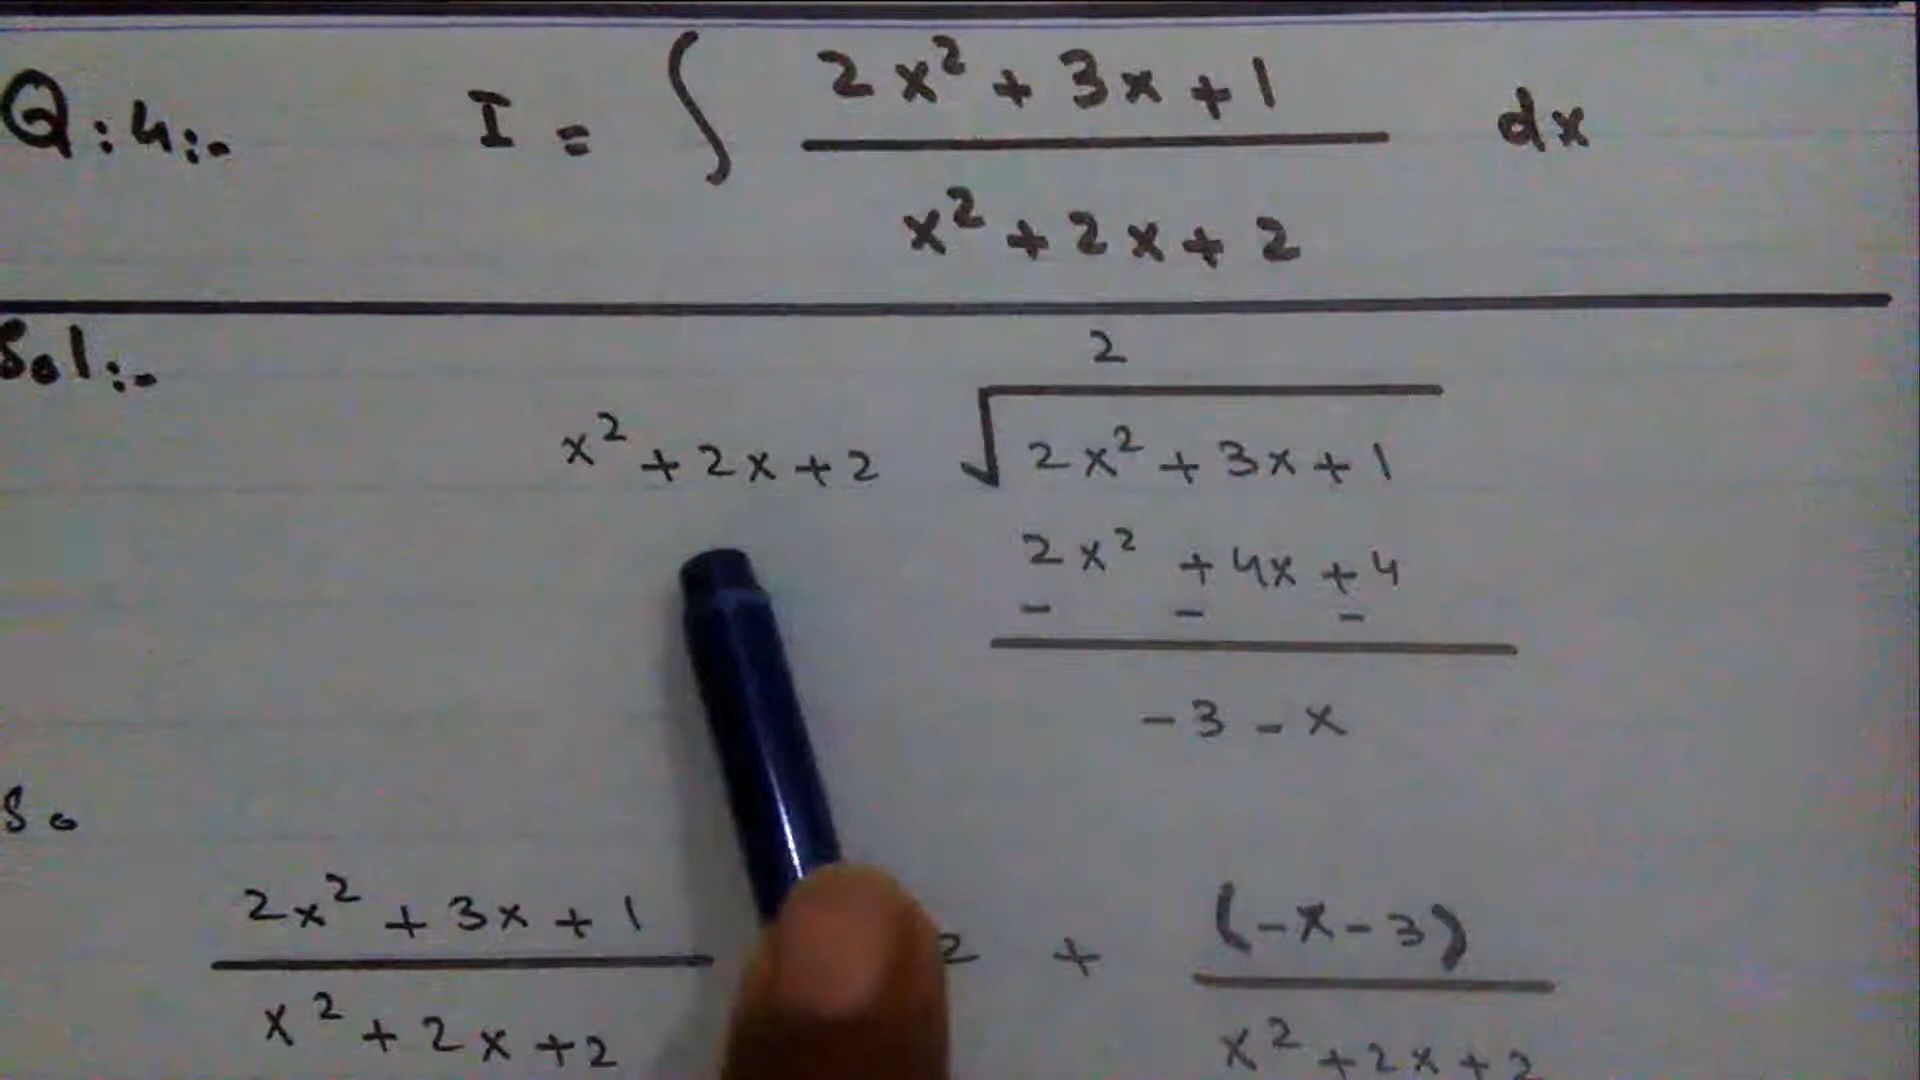 Q:4:- I = ∫ 2x² + 3x + 1 dx
x² + 2x + 2
Sol:-
2
x² + 2x + 2 √ 2x² + 3x + 1
2x² + 4x + 4
- - -
-3 - x
So
2x² + 3x + 1 2 + (-x-3)
x² + 2x + 2 x² + 2x + 2